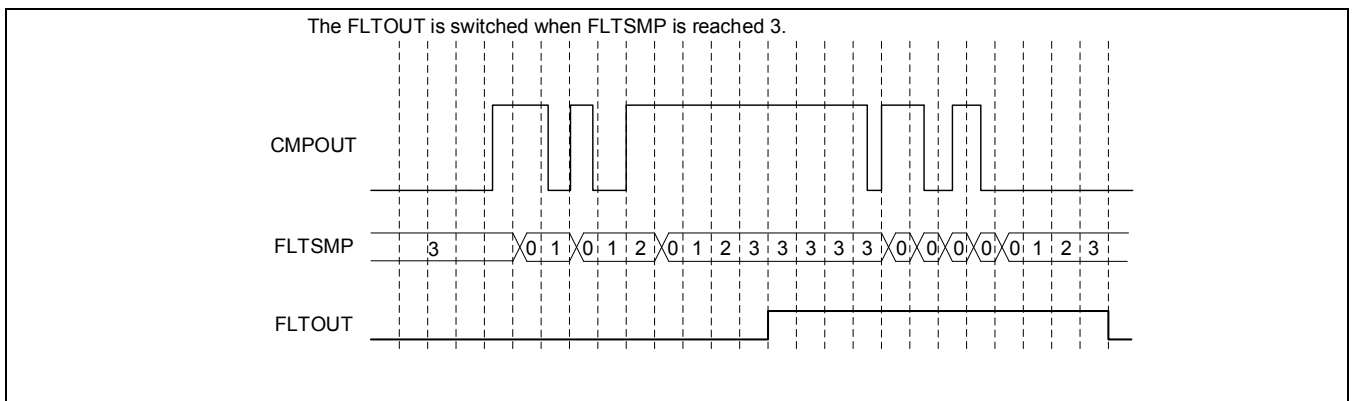 The FLTOUT is switched when FLTSMP is reached 3.
CMPOUT
FLTSMP 3 0 1 0 1 2 0 1 2 3 3 3 3 3 0 0 0 0 0 1 2 3
FLTOUT